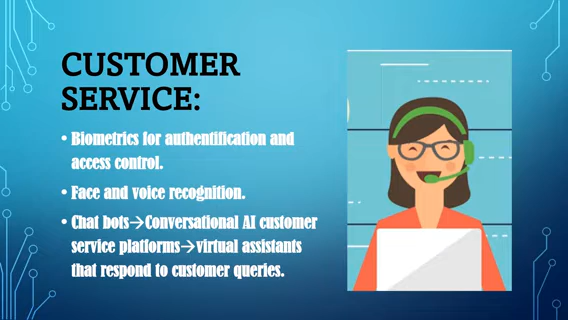 CUSTOMER
SERVICE:
• Biometrics for authentification and
access control.
• Face and voice recognition.
• Chat bots→Conversational AI customer
service platforms→virtual assistants
that respond to customer queries.